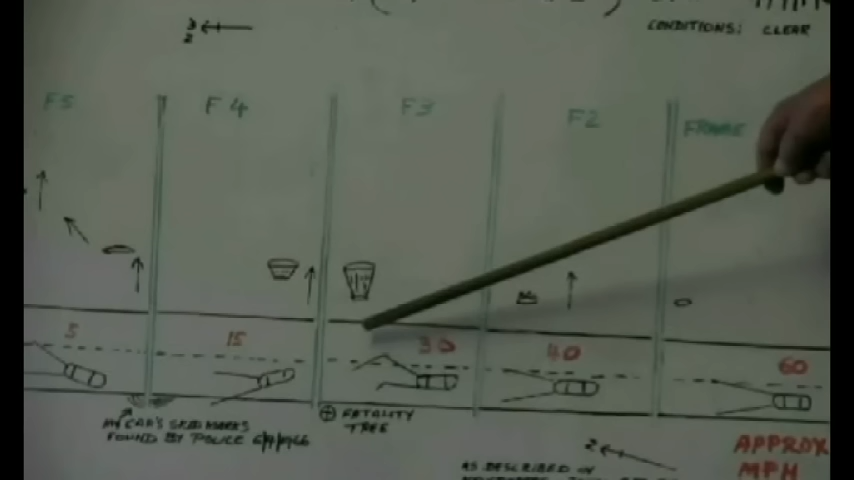 CONDITIONS: CLEAR
F5 F4 F3 F2 FRAME
5 15 30 40 60
MY CAR'S SKID MARKS
FOUND BY POLICE
FATALITY
TREE
AS DESCRIBED IN
APPROX
MPH